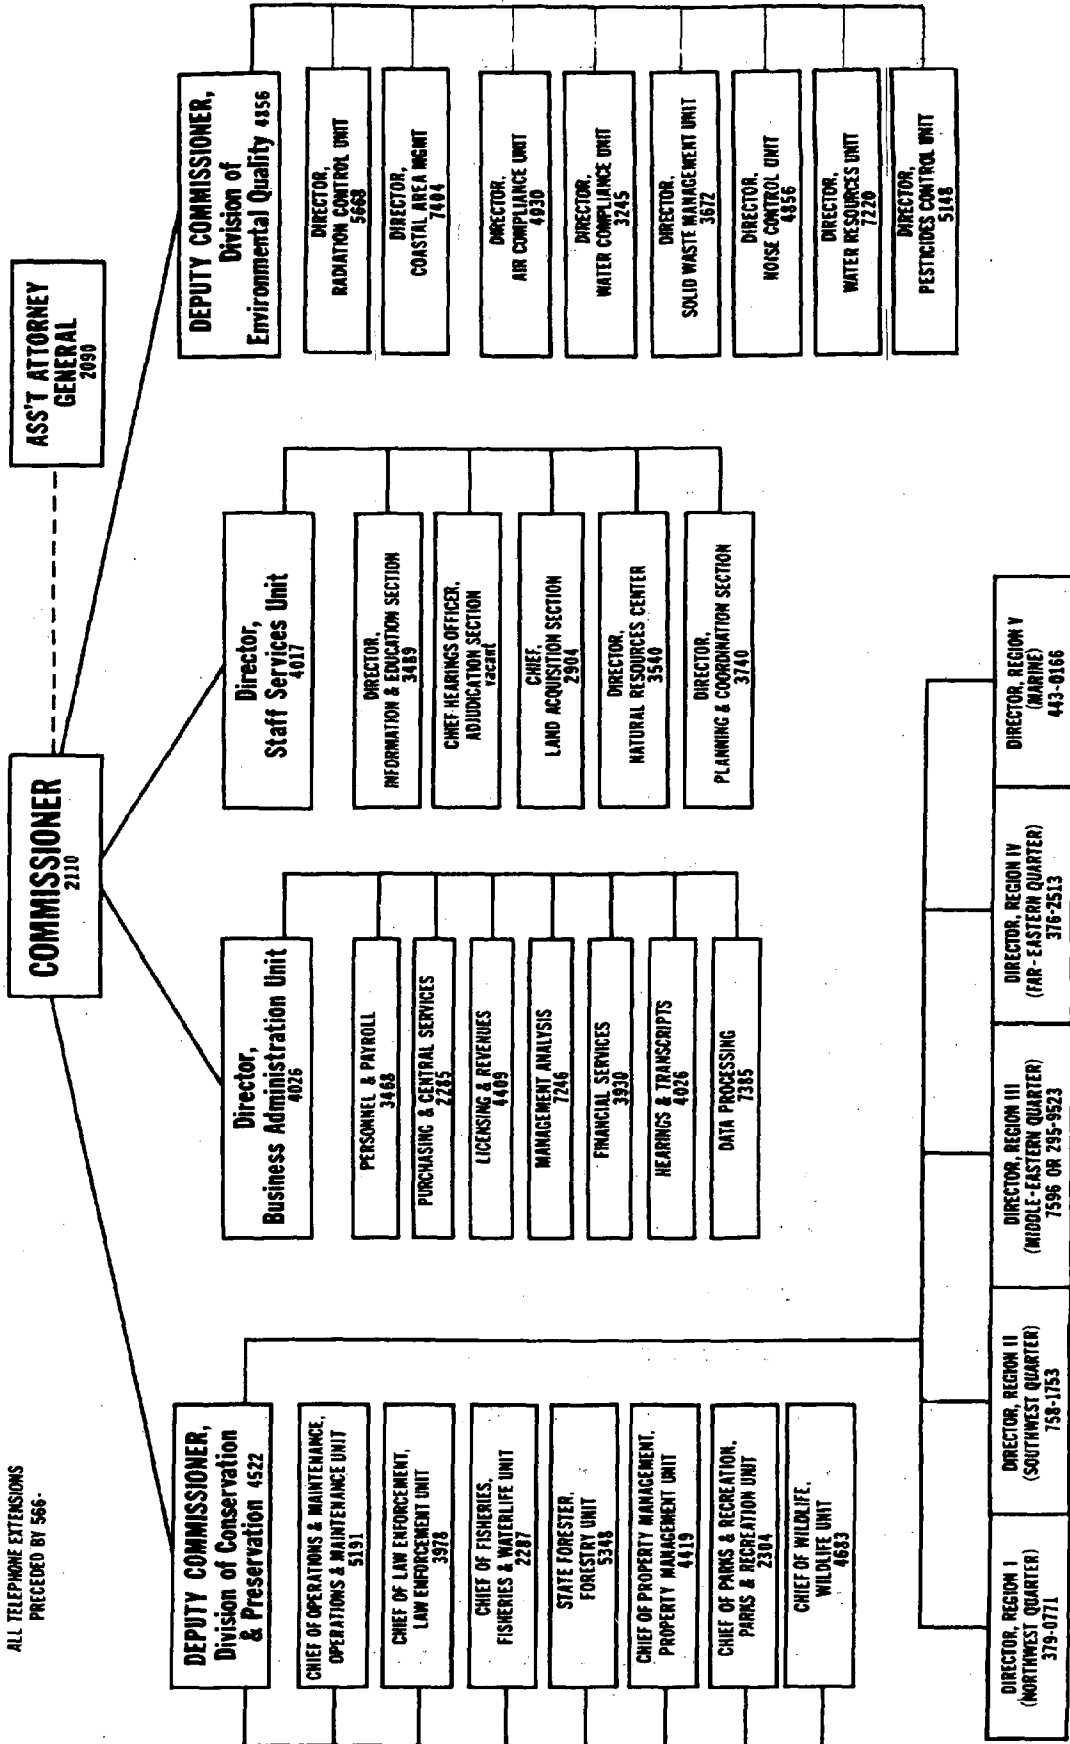 ALL TELEPHONE EXTENSIONS
PRECEDED BY 566-
COMMISSIONER
2110
ASS'T ATTORNEY
GENERAL
2090
DEPUTY COMMISSIONER,
Division of Conservation
& Preservation 4522
CHIEF OF OPERATIONS & MAINTENANCE,
OPERATIONS & MAINTENANCE UNIT
5191
CHIEF OF LAW ENFORCEMENT,
LAW ENFORCEMENT UNIT
3978
CHIEF OF FISHERIES,
FISHERIES & WATERLIFE UNIT
2287
STATE FORESTER,
FORESTRY UNIT
5348
CHIEF OF PROPERTY MANAGEMENT,
PROPERTY MANAGEMENT UNIT
4419
CHIEF OF PARKS & RECREATION,
PARKS & RECREATION UNIT
2304
CHIEF OF WILDLIFE,
WILDLIFE UNIT
4683
Director,
Business Administration Unit
4026
PERSONNEL & PAYROLL
3468
PURCHASING & CENTRAL SERVICES
2285
LICENSING & REVENUES
4409
MANAGEMENT ANALYSIS
7246
FINANCIAL SERVICES
3930
HEARINGS & TRANSCRIPTS
4026
DATA PROCESSING
7385
Director,
Staff Services Unit
4017
DIRECTOR,
INFORMATION & EDUCATION SECTION
3489
CHIEF HEARINGS OFFICER,
ADJUDICATION SECTION
vacant
CHIEF,
LAND ACQUISITION SECTION
2904
DIRECTOR,
NATURAL RESOURCES CENTER
3540
DIRECTOR,
PLANNING & COORDINATION SECTION
3740
DEPUTY COMMISSIONER,
Division of
Environmental Quality 4856
DIRECTOR,
RADIATION CONTROL UNIT
5668
DIRECTOR,
COASTAL AREA MGMT
7404
DIRECTOR,
AIR COMPLIANCE UNIT
4030
DIRECTOR,
WATER COMPLIANCE UNIT
3245
DIRECTOR,
SOLID WASTE MANAGEMENT UNIT
3672
DIRECTOR,
NOISE CONTROL UNIT
4856
DIRECTOR,
WATER RESOURCES UNIT
7220
DIRECTOR,
PESTICIDES CONTROL UNIT
5148
DIRECTOR, REGION I
(NORTHWEST QUARTER)
379-0771
DIRECTOR, REGION II
(SOUTHWEST QUARTER)
758-1753
DIRECTOR, REGION III
(MIDDLE-EASTERN QUARTER)
7596 OR 295-9523
DIRECTOR, REGION IV
(FAR-EASTERN QUARTER)
376-2513
DIRECTOR, REGION V
(MARINE)
443-0166